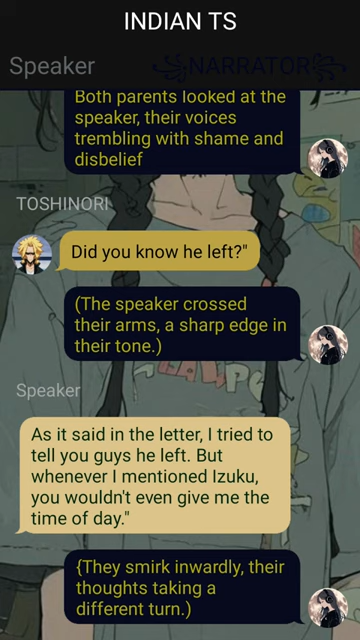 INDIAN TS
Speaker
꧁NARRATOR꧂
Both parents looked at the
speaker, their voices
trembling with shame and
disbelief
TOSHINORI
Did you know he left?"
(The speaker crossed
their arms, a sharp edge in
their tone.)
Speaker
As it said in the letter, I tried to
tell you guys he left. But
whenever I mentioned Izuku,
you wouldn't even give me the
time of day."
{They smirk inwardly, their
thoughts taking a
different turn.)